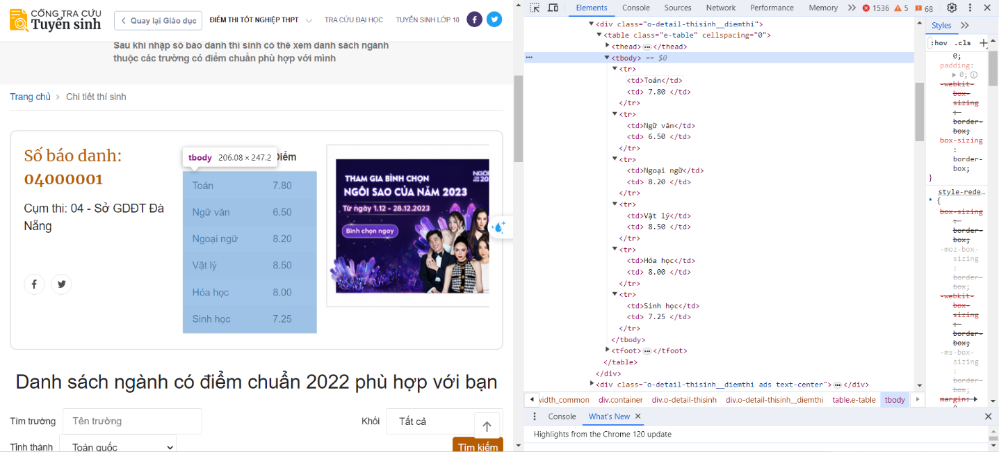 CỔNG TRA CỨU
Tuyển sinh
Quay lại Giáo dục
ĐIỂM THI TỐT NGHIỆP THPT
TRA CỨU ĐẠI HỌC
TUYỂN SINH LỚP 10
Sau khi nhập số báo danh thí sinh có thể xem danh sách ngành
thuộc các trường có điểm chuẩn phù hợp với mình
Trang chủ > Chi tiết thí sinh
Số báo danh:
04000001
Cụm thi: 04 - Sở GDĐT Đà
Nẵng
tbody 206.08 × 247.2
Điểm
Toán 7.80
Ngữ văn 6.50
Ngoại ngữ 8.20
Vật lý 8.50
Hóa học 8.00
Sinh học 7.25
THAM GIA BÌNH CHỌN
NGÔI SAO CỦA NĂM 2023
Từ ngày 1.12 - 28.12.2023
Bình chọn ngay
Danh sách ngành có điểm chuẩn 2022 phù hợp với bạn
Tìm trường
Tên trường
Khối
Tất cả
Tỉnh thành
Toàn quốc
Tìm kiếm
Elements Console Sources Network Performance Memory 1536 5 68
<div class="o-detail-thisinh__diemthi">
<table class="e-table" cellspacing="0">
<thead> … </thead>
<tbody> == $0
<tr>
<td>Toán</td>
<td> 7.80 </td>
</tr>
<tr>
<td>Ngữ văn</td>
<td> 6.50 </td>
</tr>
<tr>
<td>Ngoại ngữ</td>
<td> 8.20 </td>
</tr>
<tr>
<td>Vật lý</td>
<td> 8.50 </td>
</tr>
<tr>
<td>Hóa học</td>
<td> 8.00 </td>
</tr>
<tr>
<td>Sinh học</td>
<td> 7.25 </td>
</tr>
</tbody>
<tfoot> … </tfoot>
</table>
</div>
<div class="o-detail-thisinh__diemthi ads text-center"> … </div>
width_common div.container div.o-detail-thisinh div.o-detail-thisinh__diemthi table.e-table tbody
Console What's New
Highlights from the Chrome 120 update
Styles
:hov .cls
0;
padding:
0;
-webkit-
box-
sizing
:
border-
box;
box-sizing
:
border-
box;
}
style-rede…
* {
box-sizing
:
border-
box;
-moz-box-
sizing
:
border-
box;
-webkit-
box-
sizing
:
border-
box;
-ms-box-
sizing
:
border-
box;
margin: